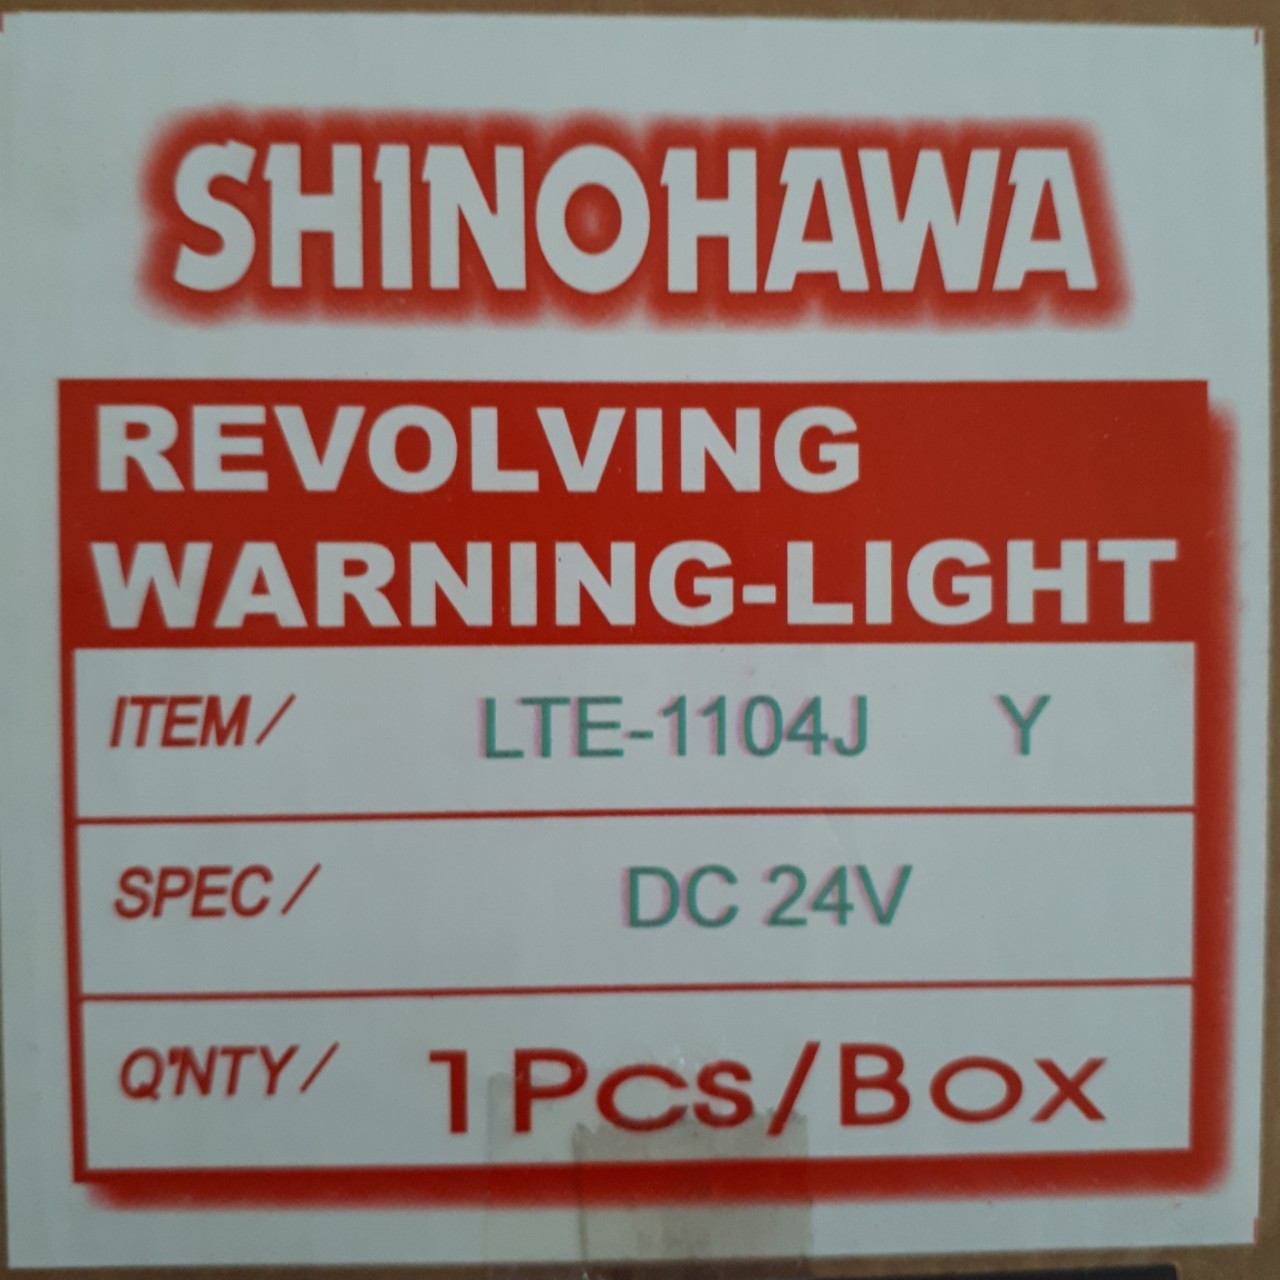 SHINOHAWA
REVOLVING
WARNING-LIGHT
ITEM/ LTE-1104J Y
SPEC/ DC 24V
Q'NTY/ 1Pcs/Box